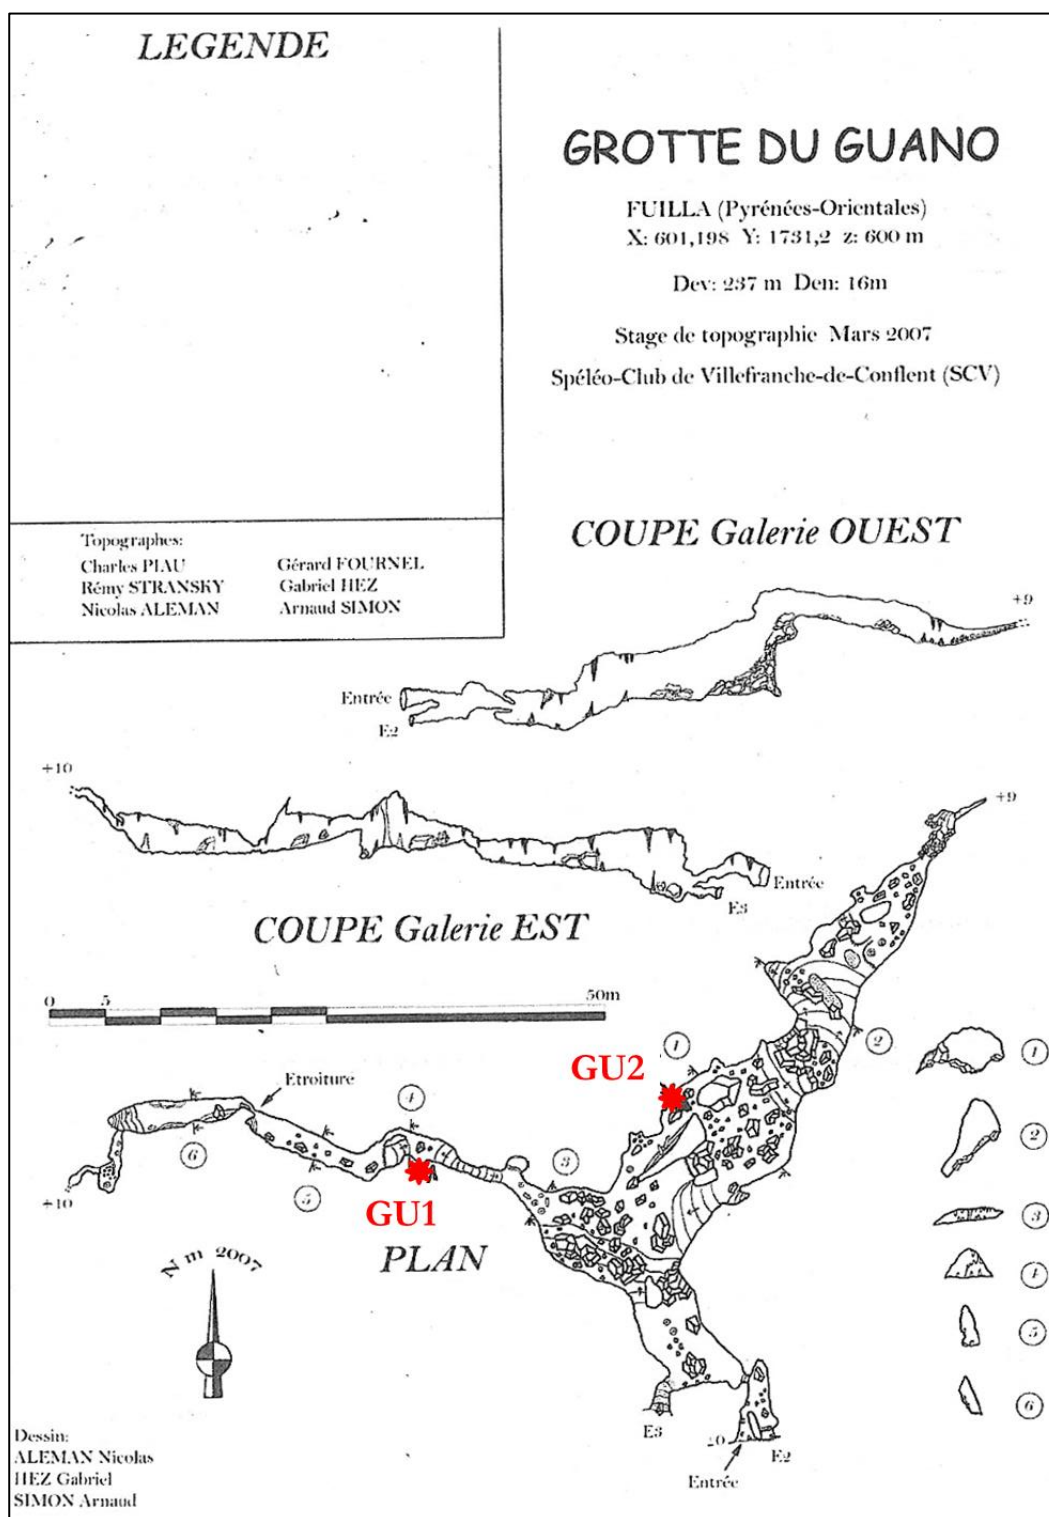 LEGENDE
GROTTE DU GUANO
FUILLA (Pyrénées-Orientales)
X: 601,198 Y: 1731,2 z: 600 m
Dev: 237 m Den: 16m
Stage de topographie Mars 2007
Spéléo-Club de Villefranche-de-Conflent (SCV)
Topographes:
Charles PIAU
Rémy STRANSKY
Nicolas ALEMAN
Gérard FOURNEL
Gabriel HEZ
Arnaud SIMON
COUPE Galerie OUEST
+9
Entrée
E2
+10
Entrée
E3
COUPE Galerie EST
+9
0 5 50m
1
2
GU2
Etroiture
4
3
6
5
GU1
+10
PLAN
N m 2007
1
2
3
4
5
6
E3
±0
E2
Entrée
Dessin:
ALEMAN Nicolas
HEZ Gabriel
SIMON Arnaud